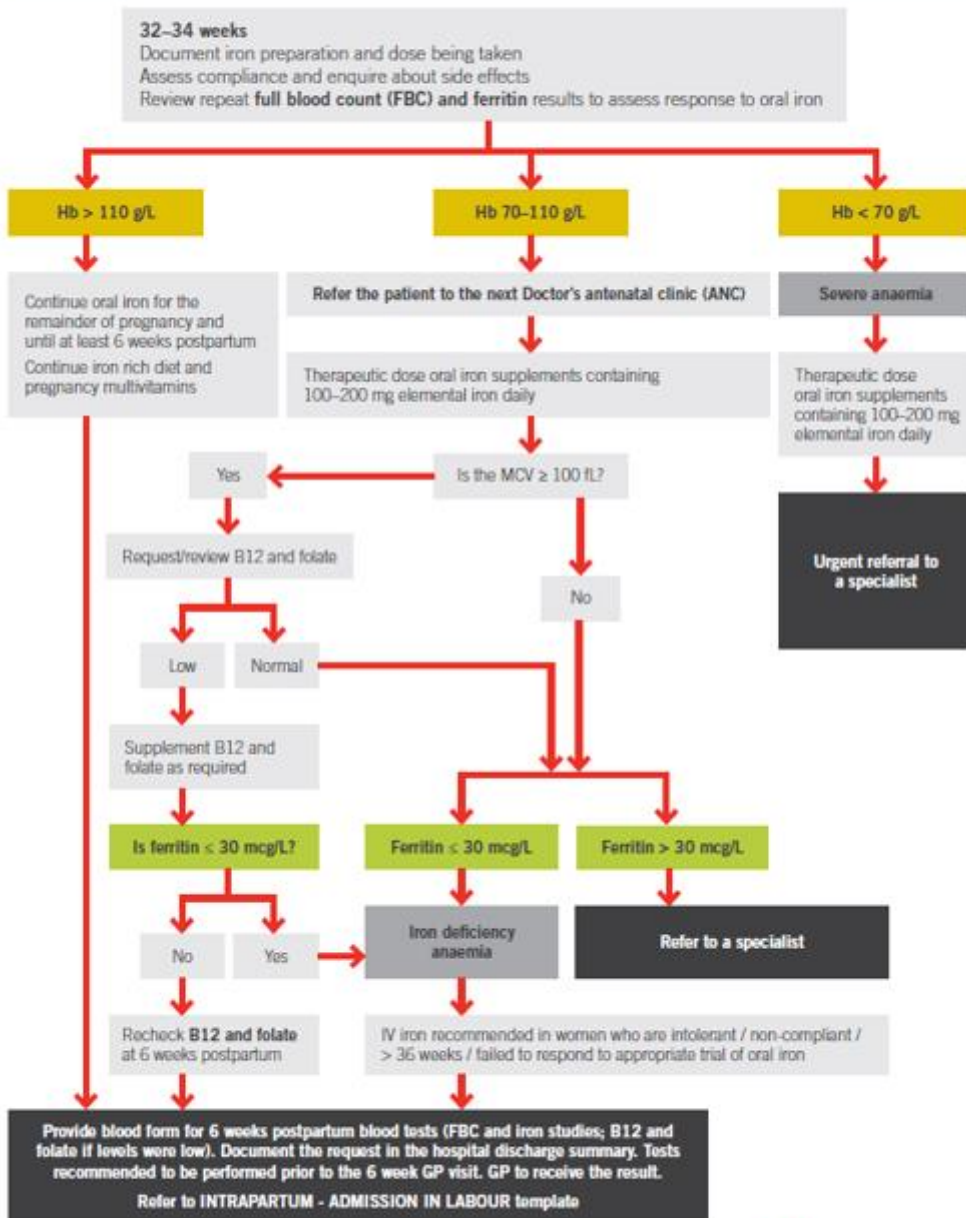 32–34 weeks
Document iron preparation and dose being taken
Assess compliance and enquire about side effects
Review repeat full blood count (FBC) and ferritin results to assess response to oral iron
Hb > 110 g/L
Hb 70–110 g/L
Hb < 70 g/L
Continue oral iron for the
remainder of pregnancy and
until at least 6 weeks postpartum
Continue iron rich diet and
pregnancy multivitamins
Refer the patient to the next Doctor's antenatal clinic (ANC)
Severe anaemia
Therapeutic dose oral iron supplements containing
100–200 mg elemental iron daily
Therapeutic dose
oral iron supplements
containing 100–200 mg
elemental iron daily
Yes
Is the MCV ≥ 100 fL?
Request/review B12 and folate
No
Urgent referral to
a specialist
Low
Normal
Supplement B12 and
folate as required
Is ferritin ≤ 30 mcg/L?
Ferritin ≤ 30 mcg/L
Ferritin > 30 mcg/L
No
Yes
Iron deficiency
anaemia
Refer to a specialist
Recheck B12 and folate
at 6 weeks postpartum
IV iron recommended in women who are intolerant / non-compliant /
> 36 weeks / failed to respond to appropriate trial of oral iron
Provide blood form for 6 weeks postpartum blood tests (FBC and iron studies; B12 and
folate if levels were low). Document the request in the hospital discharge summary. Tests
recommended to be performed prior to the 6 week GP visit. GP to receive the result.
Refer to INTRAPARTUM - ADMISSION IN LABOUR template